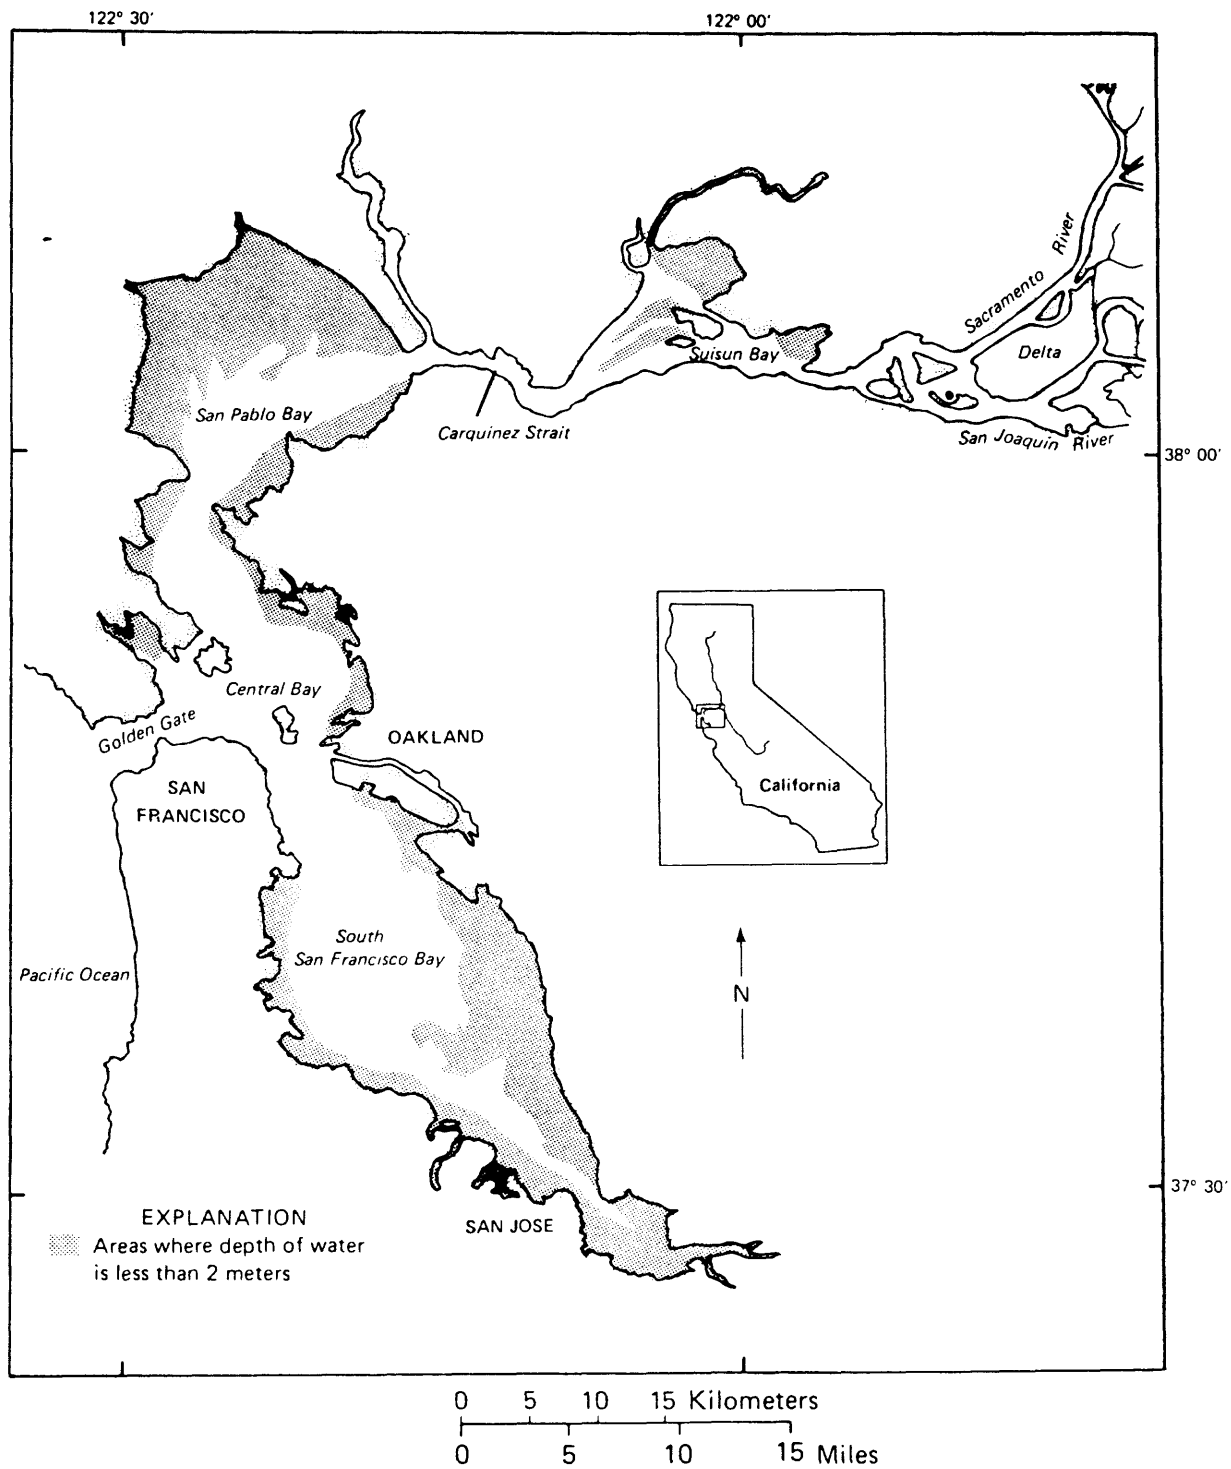 122° 30'
122° 00'
Sacramento River
Delta
Suisun Bay
San Pablo Bay
Carquinez Strait
San Joaquin River
38° 00'
Central Bay
Golden Gate
OAKLAND
SAN
FRANCISCO
California
South
San Francisco Bay
Pacific Ocean
N
37° 30'
EXPLANATION
SAN JOSE
Areas where depth of water
is less than 2 meters
0 5 10 15 Kilometers
0 5 10 15 Miles